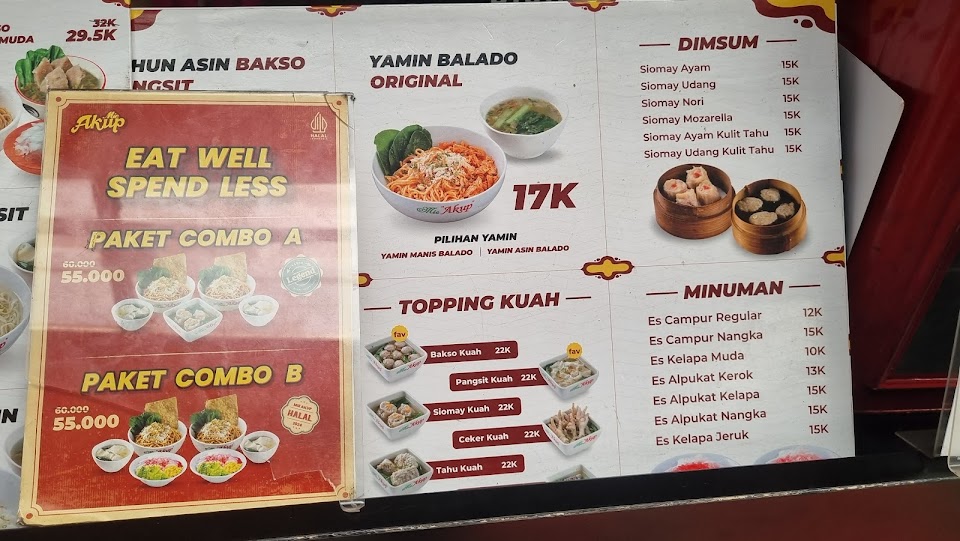 32K
29.5K
MUDA
HUN ASIN BAKSO
NGSIT
SIT
Mie
Akup
HALAL
EAT WELL
SPEND LESS
PAKET COMBO A
60.000
55.000
Legend
PAKET COMBO B
60.000
55.000
HALAL
YAMIN BALADO
ORIGINAL
Mie Akup
17K
PILIHAN YAMIN
YAMIN MANIS BALADO | YAMIN ASIN BALADO
TOPPING KUAH
fav
Bakso Kuah 22K
fav
Pangsit Kuah 22K
Siomay Kuah 22K
Ceker Kuah 22K
Tahu Kuah 22K
DIMSUM
Siomay Ayam 15K
Siomay Udang 15K
Siomay Nori 15K
Siomay Mozarella 15K
Siomay Ayam Kulit Tahu 15K
Siomay Udang Kulit Tahu 15K
MINUMAN
Es Campur Regular 12K
Es Campur Nangka 15K
Es Kelapa Muda 10K
Es Alpukat Kerok 13K
Es Alpukat Kelapa 15K
Es Alpukat Nangka 15K
Es Kelapa Jeruk 15K